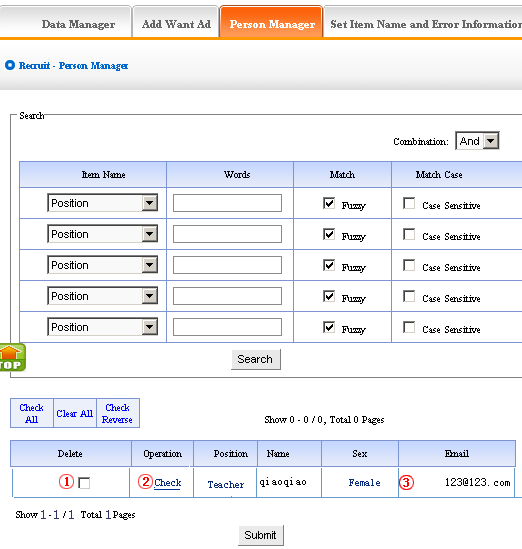 Data Manager Add Want Ad Person Manager Set Item Name and Error Information
Recruit - Person Manager
Search
Combination: And
Item Name Words Match Match Case
Position Fuzzy Case Sensitive
Position Fuzzy Case Sensitive
Position Fuzzy Case Sensitive
Position Fuzzy Case Sensitive
Position Fuzzy Case Sensitive
TOP
Search
Check All Clear All Check Reverse
Show 0 - 0 / 0, Total 0 Pages
Delete Operation Position Name Sex Email
① ② Check Teacher qiaoqiao Female ③ 123@123.com
Show 1 - 1 / 1 Total 1 Pages
Submit